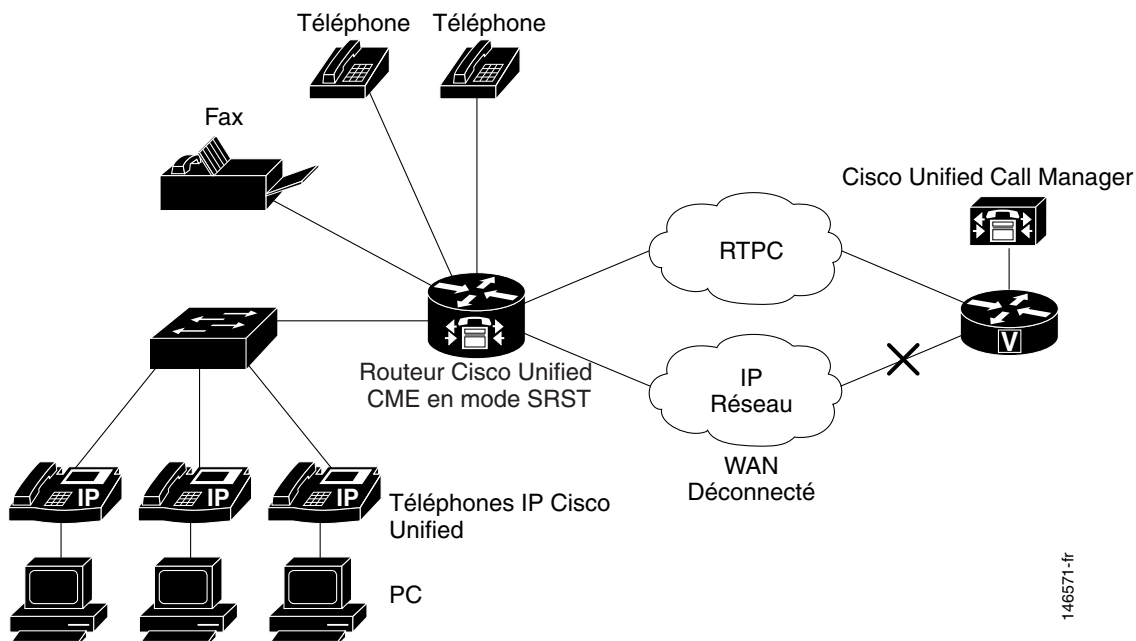 Téléphone
Téléphone
Fax
Cisco Unified Call Manager
RTPC
V
Routeur Cisco Unified
CME en mode SRST
IP
Réseau
WAN
Déconnecté
IP
IP
IP
Téléphones IP Cisco
Unified
PC
146571-fr